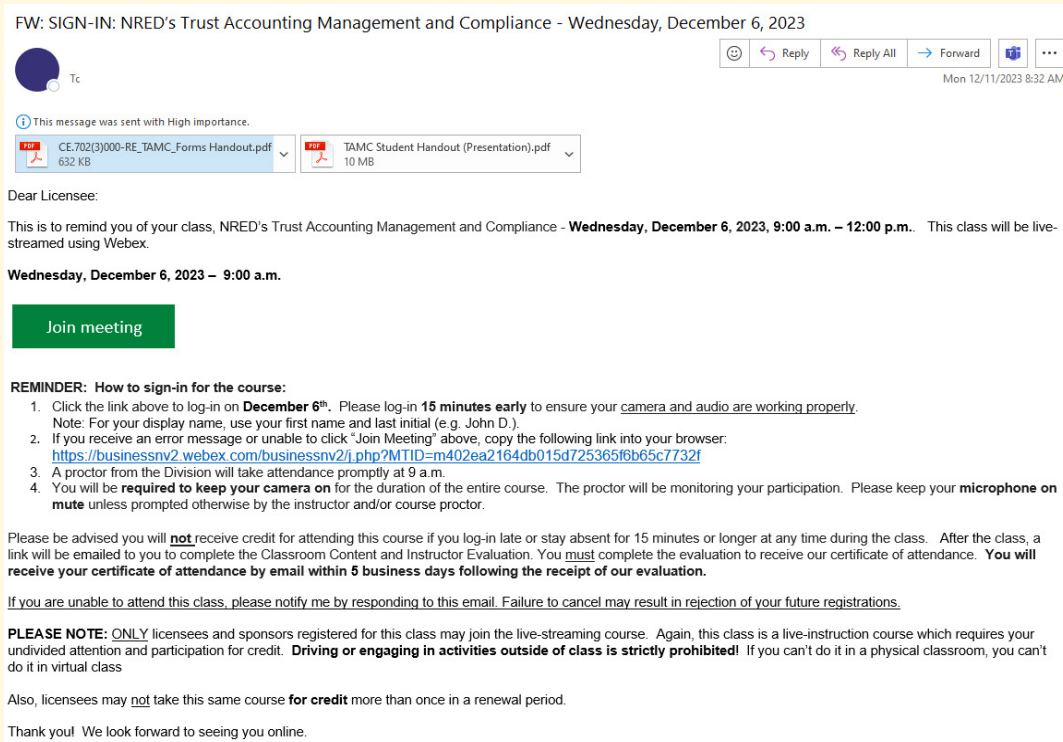 FW: SIGN-IN: NRED's Trust Accounting Management and Compliance - Wednesday, December 6, 2023
Reply
Reply All
Forward
Tc
Mon 12/11/2023 8:32 AM
This message was sent with High importance.
PDF
CE.702(3)000-RE_TAMC_Forms Handout.pdf
632 KB
PDF
TAMC Student Handout (Presentation).pdf
10 MB
Dear Licensee:
This is to remind you of your class, NRED's Trust Accounting Management and Compliance - Wednesday, December 6, 2023, 9:00 a.m. – 12:00 p.m.. This class will be live-
streamed using Webex.
Wednesday, December 6, 2023 – 9:00 a.m.
Join meeting
REMINDER: How to sign-in for the course:
1. Click the link above to log-in on December 6th. Please log-in 15 minutes early to ensure your camera and audio are working properly.
Note: For your display name, use your first name and last initial (e.g. John D.).
2. If you receive an error message or unable to click "Join Meeting" above, copy the following link into your browser:
https://businessnv2.webex.com/businessnv2/j.php?MTID=m402ea2164db015d725365f6b65c7732f
3. A proctor from the Division will take attendance promptly at 9 a.m.
4. You will be required to keep your camera on for the duration of the entire course. The proctor will be monitoring your participation. Please keep your microphone on
mute unless prompted otherwise by the instructor and/or course proctor.
Please be advised you will not receive credit for attending this course if you log-in late or stay absent for 15 minutes or longer at any time during the class. After the class, a
link will be emailed to you to complete the Classroom Content and Instructor Evaluation. You must complete the evaluation to receive our certificate of attendance. You will
receive your certificate of attendance by email within 5 business days following the receipt of our evaluation.
If you are unable to attend this class, please notify me by responding to this email. Failure to cancel may result in rejection of your future registrations.
PLEASE NOTE: ONLY licensees and sponsors registered for this class may join the live-streaming course. Again, this class is a live-instruction course which requires your
undivided attention and participation for credit. Driving or engaging in activities outside of class is strictly prohibited! If you can't do it in a physical classroom, you can't
do it in virtual class
Also, licensees may not take this same course for credit more than once in a renewal period.
Thank you! We look forward to seeing you online.